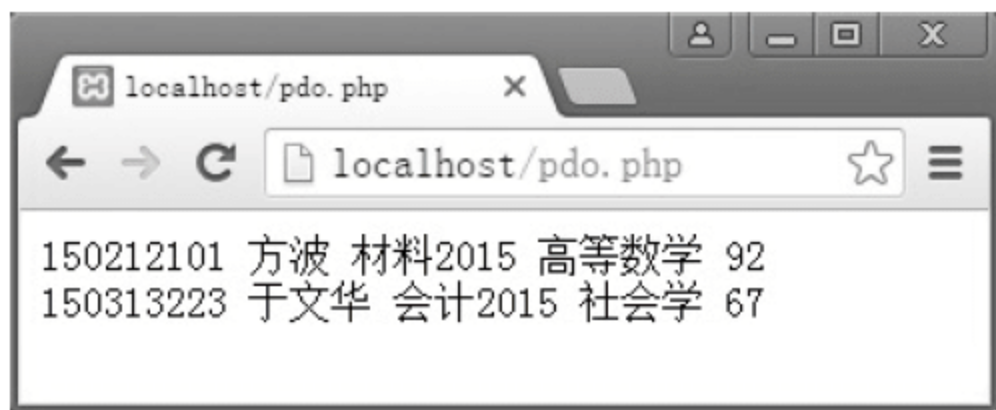 localhost/pdo.php
localhost/pdo.php
150212101 方波 材料2015 高等数学 92
150313223 于文华 会计2015 社会学 67